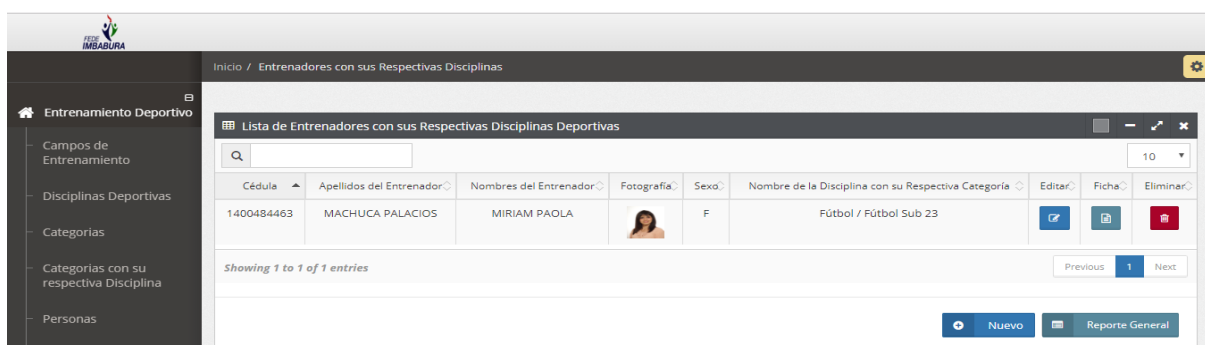 FEDE
IMBABURA
Inicio / Entrenadores con sus Respectivas Disciplinas
Entrenamiento Deportivo
Campos de
Entrenamiento
Disciplinas Deportivas
Categorias
Categorias con su
respectiva Disciplina
Personas
Lista de Entrenadores con sus Respectivas Disciplinas Deportivas
10
Cédula Apellidos del Entrenador Nombres del Entrenador Fotografía Sexo Nombre de la Disciplina con su Respectiva Categoría Editar Ficha Eliminar
1400484463 MACHUCA PALACIOS MIRIAM PAOLA F Fútbol / Fútbol Sub 23
Showing 1 to 1 of 1 entries Previous 1 Next
Nuevo Reporte General